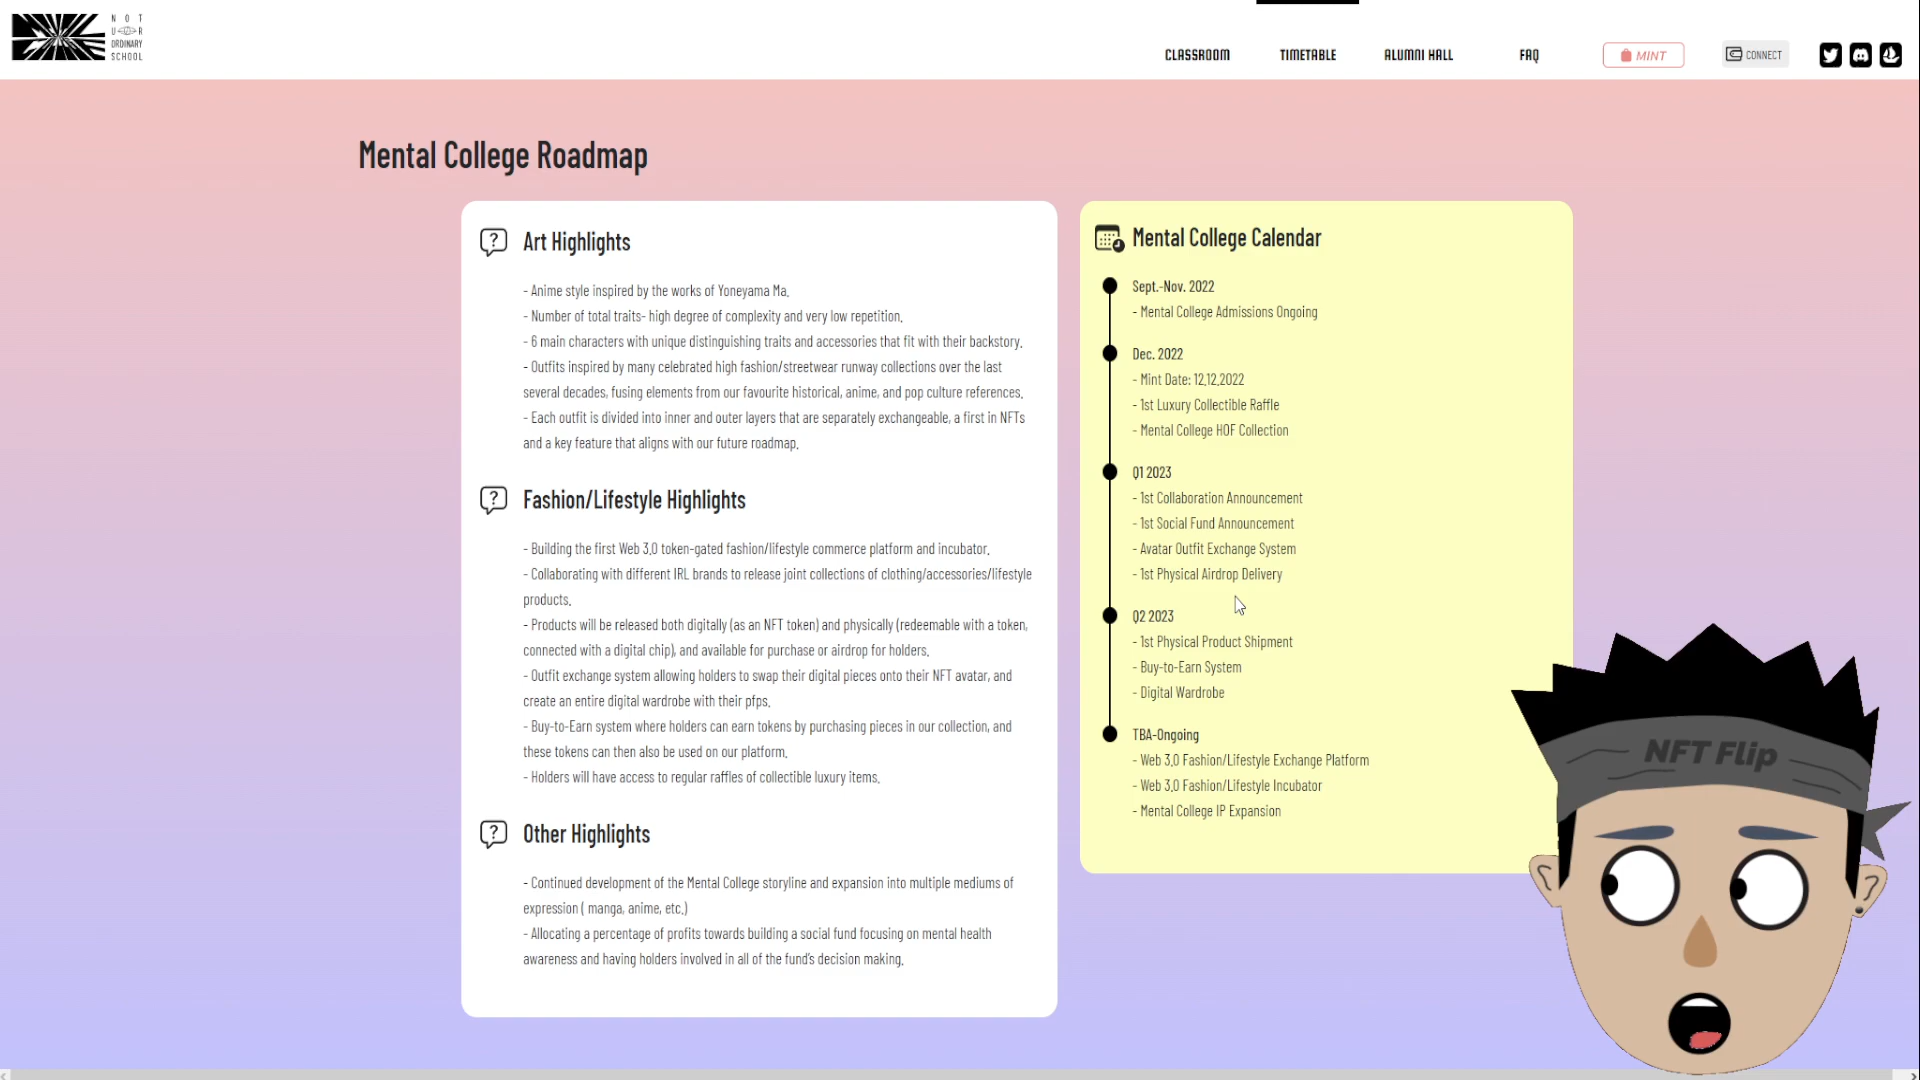 N O T
U R
ORDINARY
SCHOOL
CLASSROOM
TIMETABLE
ALUMNI HALL
FAQ
MINT
CONNECT
Mental College Roadmap
Art Highlights
- Anime style inspired by the works of Yoneyama Ma.
- Number of total traits- high degree of complexity and very low repetition.
- 6 main characters with unique distinguishing traits and accessories that fit with their backstory.
- Outfits inspired by many celebrated high fashion/streetwear runway collections over the last
several decades, fusing elements from our favourite historical, anime, and pop culture references.
- Each outfit is divided into inner and outer layers that are separately exchangeable, a first in NFTs
and a key feature that aligns with our future roadmap.
Fashion/Lifestyle Highlights
- Building the first Web 3.0 token-gated fashion/lifestyle commerce platform and incubator.
- Collaborating with different IRL brands to release joint collections of clothing/accessories/lifestyle
products.
- Products will be released both digitally (as an NFT token) and physically (redeemable with a token,
connected with a digital chip), and available for purchase or airdrop for holders.
- Outfit exchange system allowing holders to swap their digital pieces onto their NFT avatar, and
create an entire digital wardrobe with their pfps.
- Buy-to-Earn system where holders can earn tokens by purchasing pieces in our collection, and
these tokens can then also be used on our platform.
- Holders will have access to regular raffles of collectible luxury items.
Other Highlights
- Continued development of the Mental College storyline and expansion into multiple mediums of
expression ( manga, anime, etc.)
- Allocating a percentage of profits towards building a social fund focusing on mental health
awareness and having holders involved in all of the fund's decision making.
Mental College Calendar
Sept.-Nov. 2022
- Mental College Admissions Ongoing
Dec. 2022
- Mint Date: 12.12.2022
- 1st Luxury Collectible Raffle
- Mental College HOF Collection
Q1 2023
- 1st Collaboration Announcement
- 1st Social Fund Announcement
- Avatar Outfit Exchange System
- 1st Physical Airdrop Delivery
Q2 2023
- 1st Physical Product Shipment
- Buy-to-Earn System
- Digital Wardrobe
TBA-Ongoing
- Web 3.0 Fashion/Lifestyle Exchange Platform
- Web 3.0 Fashion/Lifestyle Incubator
- Mental College IP Expansion
NFT Flip